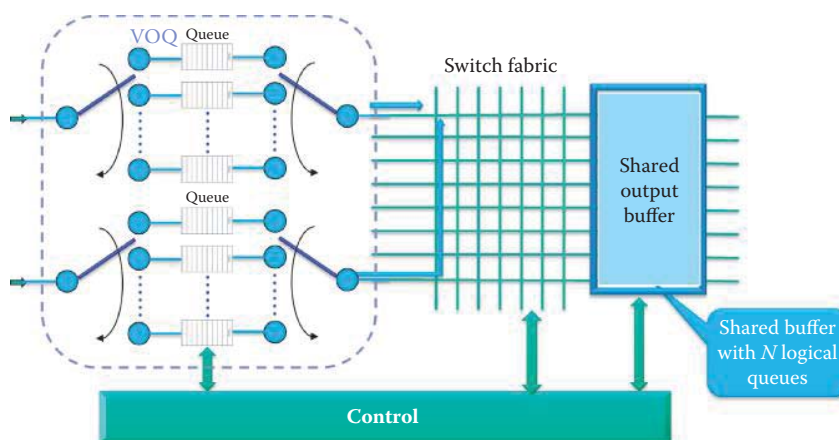 VOQ
Queue
Switch fabric
Queue
Shared
output
buffer
Shared buffer
with N logical
queues
Control